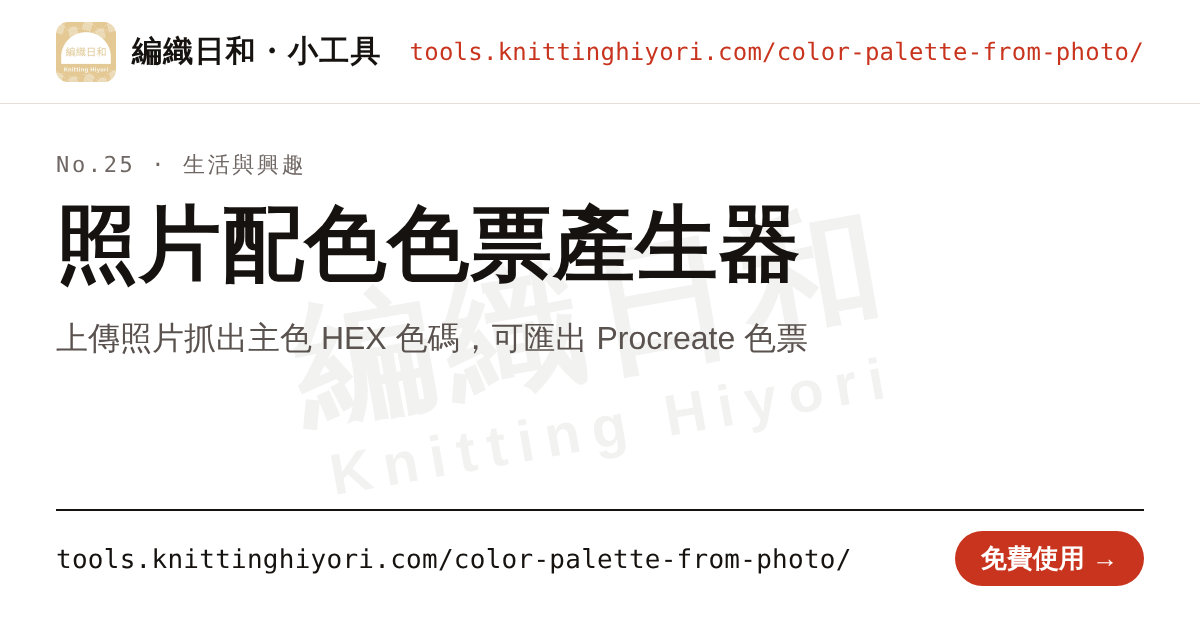 編織日和
Knitting Hiyori
編織日和・小工具
tools.knittinghiyori.com/color-palette-from-photo/
No.25 · 生活與興趣
照片配色色票產生器
上傳照片抓出主色 HEX 色碼，可匯出 Procreate 色票
編織日和
Knitting Hiyori
tools.knittinghiyori.com/color-palette-from-photo/
免費使用 →